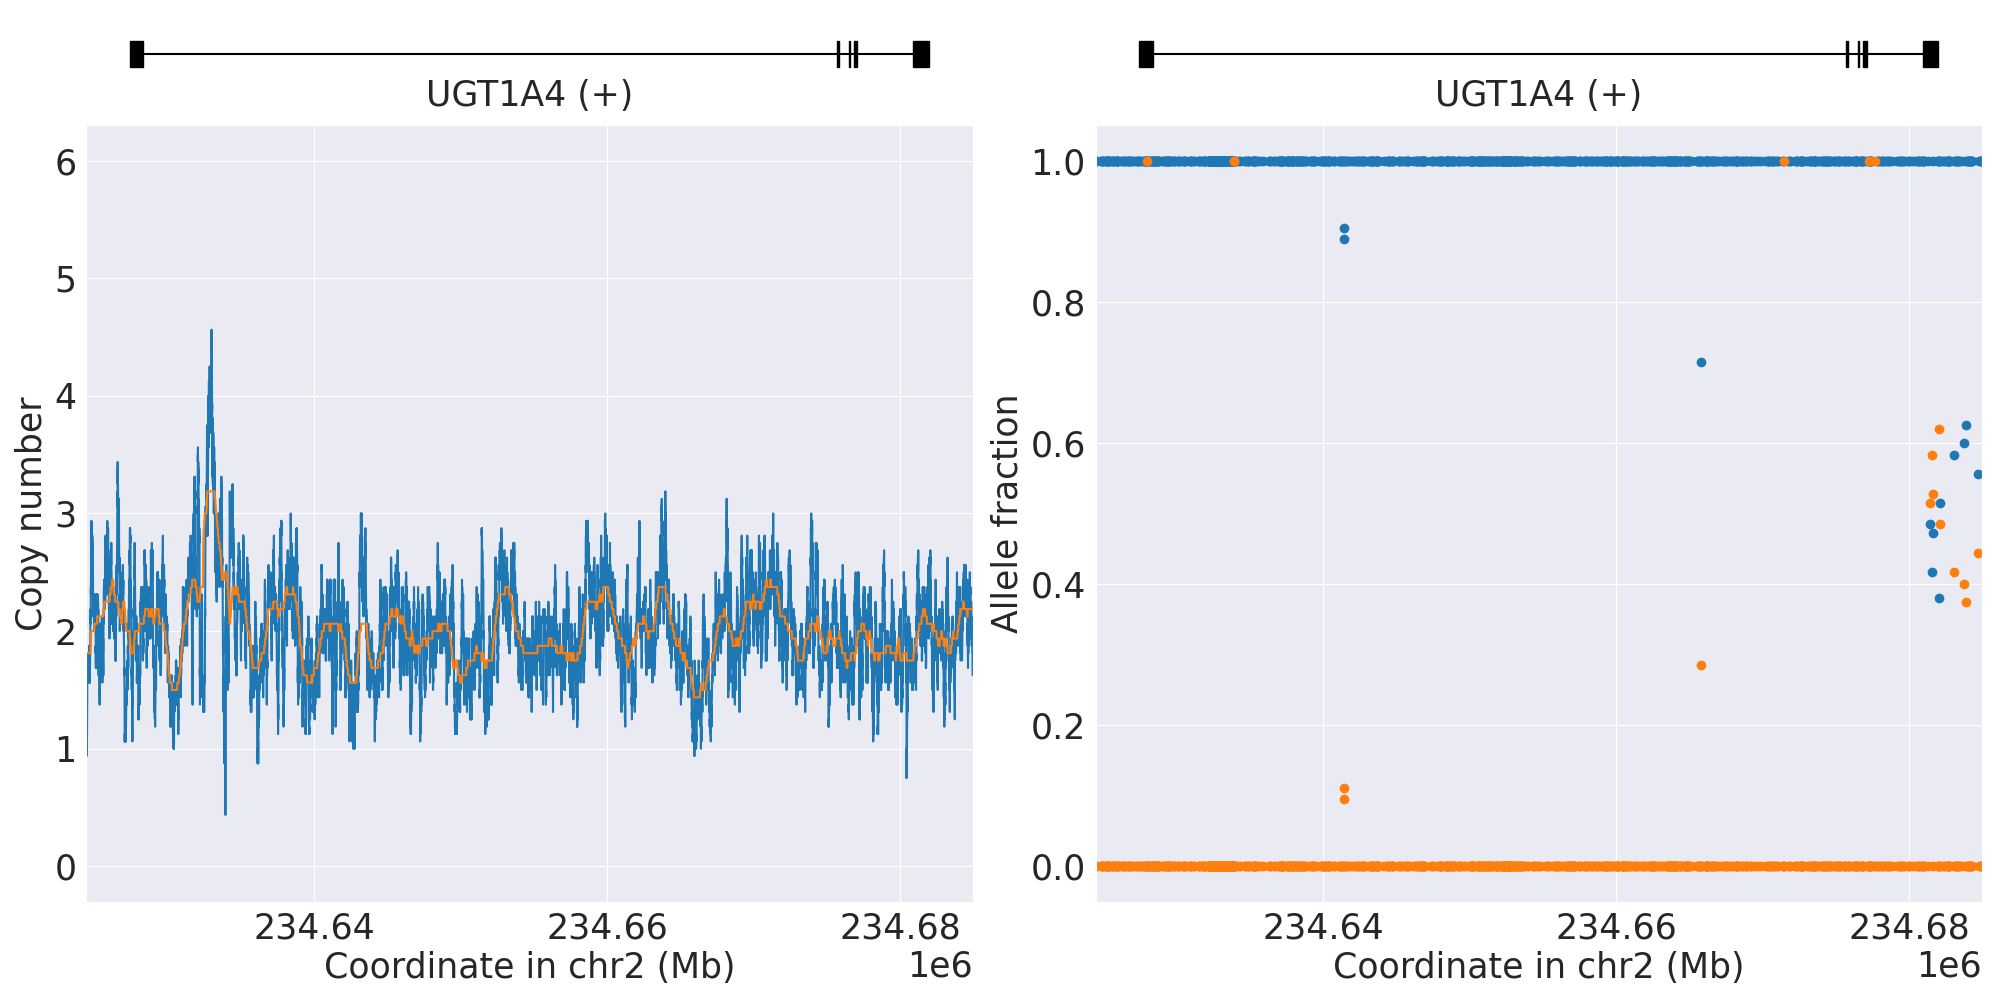 UGT1A4 (+)
6
5
4
3
2
1
0
Copy number
234.64 234.66 234.68
Coordinate in chr2 (Mb)
1e6
UGT1A4 (+)
1.0
0.8
0.6
0.4
0.2
0.0
Allele fraction
234.64 234.66 234.68
Coordinate in chr2 (Mb)
1e6